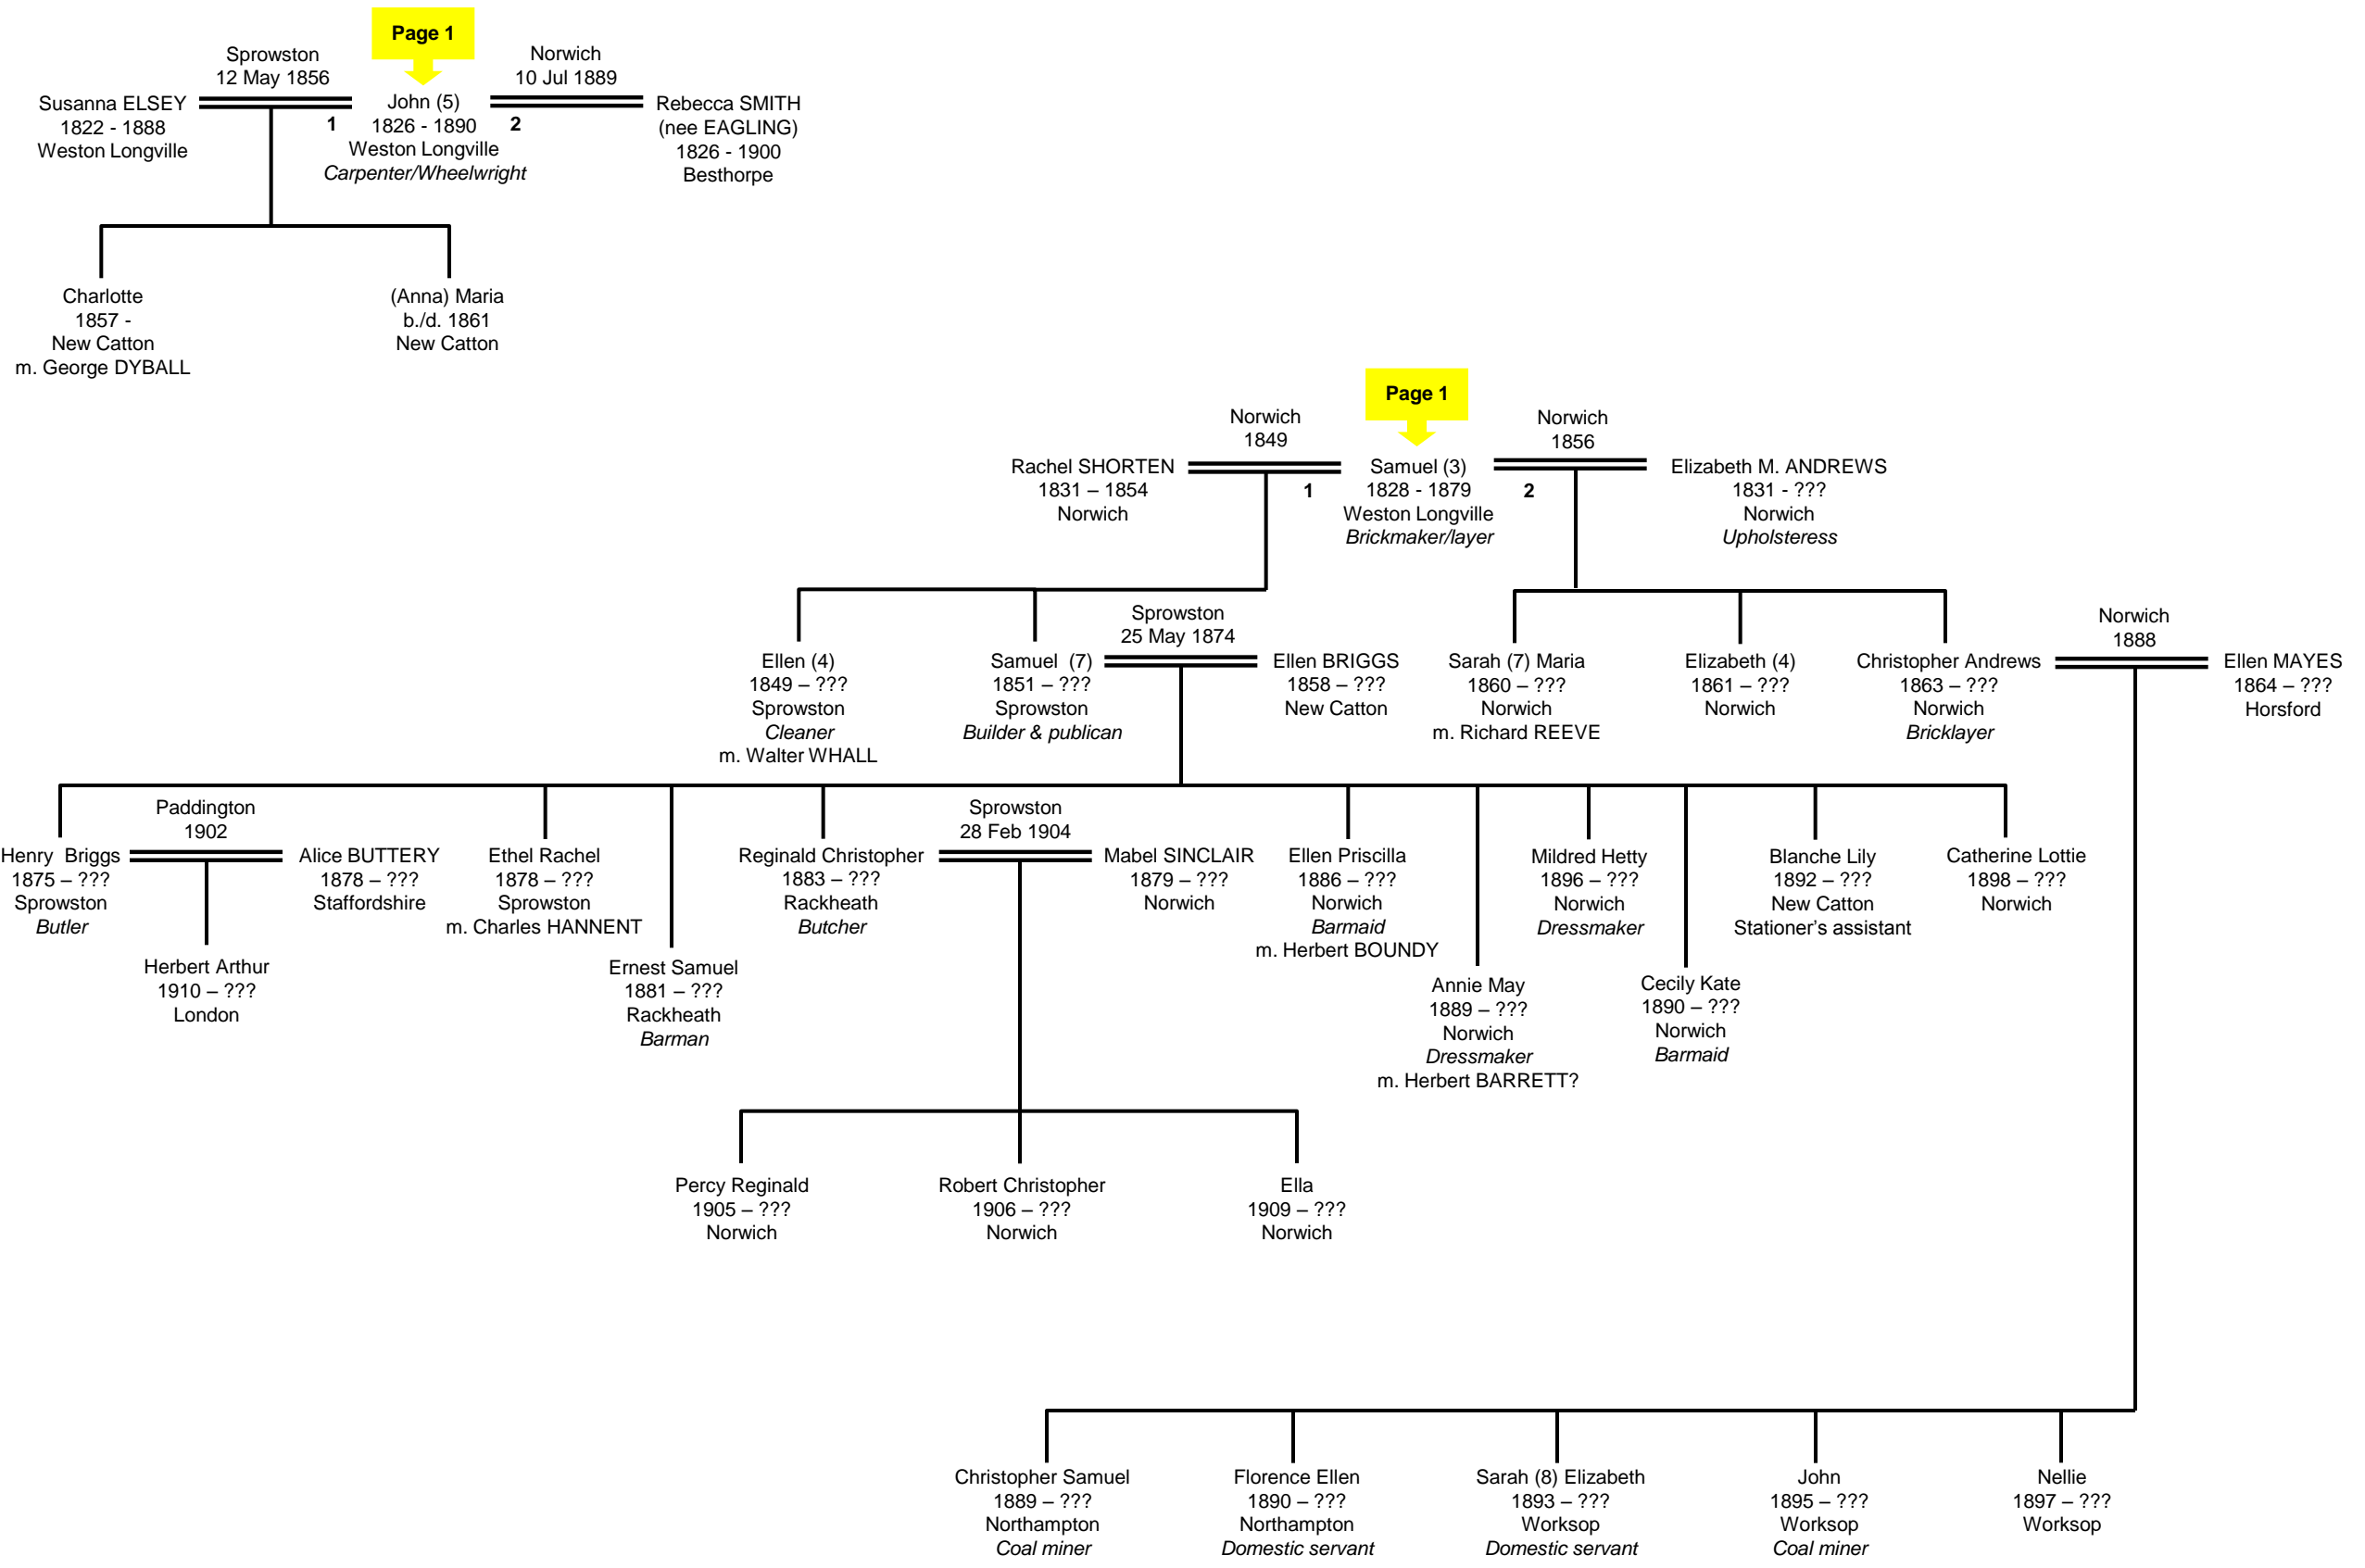 Page 1
Sprowston
12 May 1856
Norwich
10 Jul 1889
Susanna ELSEY
1822 - 1888
Weston Longville
1
John (5)
1826 - 1890
Weston Longville
Carpenter/Wheelwright
2
Rebecca SMITH
(nee EAGLING)
1826 - 1900
Besthorpe
Charlotte
1857 -
New Catton
m. George DYBALL
(Anna) Maria
b./d. 1861
New Catton
Page 1
Norwich
1849
Norwich
1856
Rachel SHORTEN
1831 – 1854
Norwich
1
Samuel (3)
1828 - 1879
Weston Longville
Brickmaker/layer
2
Elizabeth M. ANDREWS
1831 - ???
Norwich
Upholsteress
Ellen (4)
1849 – ???
Sprowston
Cleaner
m. Walter WHALL
Samuel (7)
1851 – ???
Sprowston
Builder & publican
Sprowston
25 May 1874
Ellen BRIGGS
1858 – ???
New Catton
Sarah (7) Maria
1860 – ???
Norwich
m. Richard REEVE
Elizabeth (4)
1861 – ???
Norwich
Christopher Andrews
1863 – ???
Norwich
Bricklayer
Norwich
1888
Ellen MAYES
1864 – ???
Horsford
Henry Briggs
1875 – ???
Sprowston
Butler
Paddington
1902
Alice BUTTERY
1878 – ???
Staffordshire
Herbert Arthur
1910 – ???
London
Ethel Rachel
1878 – ???
Sprowston
m. Charles HANNENT
Ernest Samuel
1881 – ???
Rackheath
Barman
Reginald Christopher
1883 – ???
Rackheath
Butcher
Sprowston
28 Feb 1904
Mabel SINCLAIR
1879 – ???
Norwich
Ellen Priscilla
1886 – ???
Norwich
Barmaid
m. Herbert BOUNDY
Annie May
1889 – ???
Norwich
Dressmaker
m. Herbert BARRETT?
Mildred Hetty
1896 – ???
Norwich
Dressmaker
Cecily Kate
1890 – ???
Norwich
Barmaid
Blanche Lily
1892 – ???
New Catton
Stationer’s assistant
Catherine Lottie
1898 – ???
Norwich
Percy Reginald
1905 – ???
Norwich
Robert Christopher
1906 – ???
Norwich
Ella
1909 – ???
Norwich
Christopher Samuel
1889 – ???
Northampton
Coal miner
Florence Ellen
1890 – ???
Northampton
Domestic servant
Sarah (8) Elizabeth
1893 – ???
Worksop
Domestic servant
John
1895 – ???
Worksop
Coal miner
Nellie
1897 – ???
Worksop